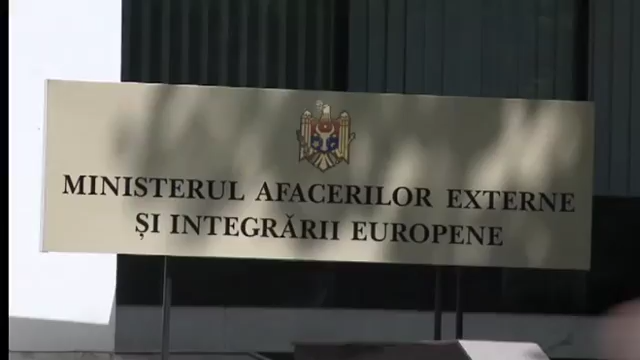 MINISTERUL AFACERILOR EXTERNE
ȘI INTEGRĂRII EUROPENE